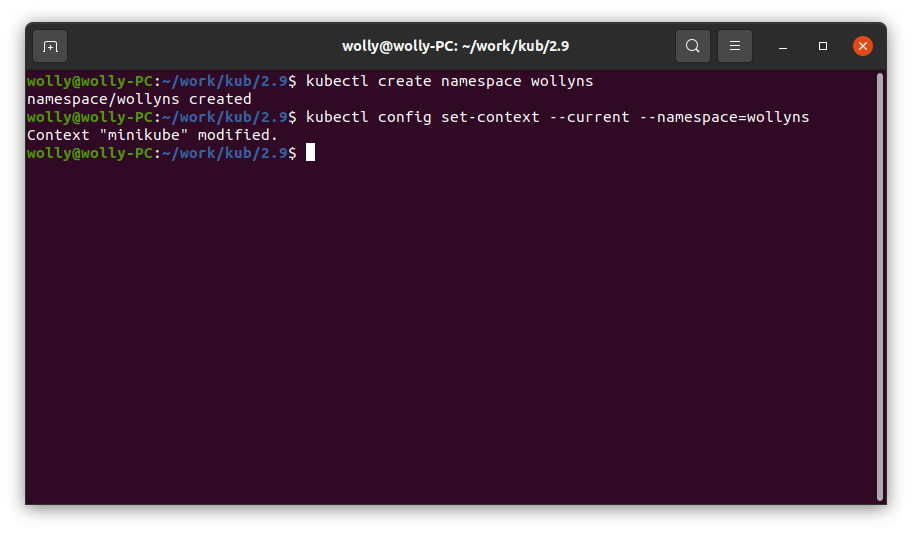 wolly@wolly-PC: ~/work/kub/2.9
wolly@wolly-PC:~/work/kub/2.9$ kubectl create namespace wollyns
namespace/wollyns created
wolly@wolly-PC:~/work/kub/2.9$ kubectl config set-context --current --namespace=wollyns
Context "minikube" modified.
wolly@wolly-PC:~/work/kub/2.9$